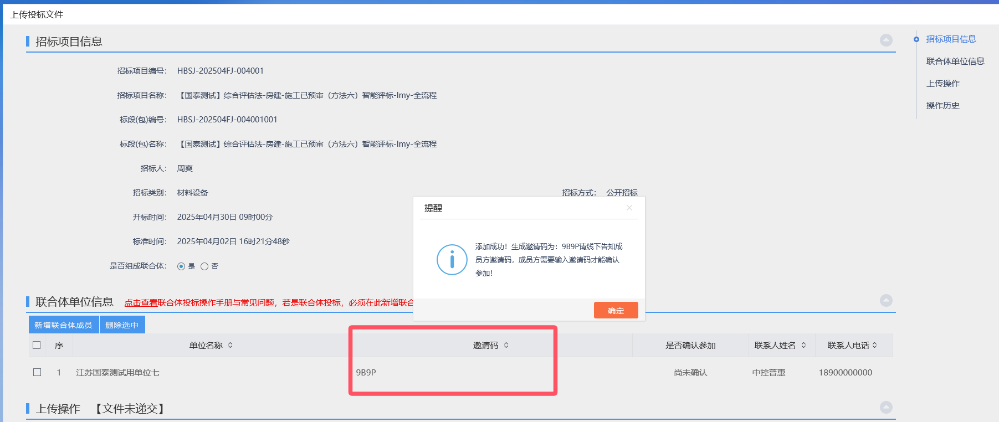 上传投标文件
招标项目信息
招标项目编号： HBSJ-202504FJ-004001
招标项目名称： 【国泰测试】综合评估法-房建-施工已预审（方法六）智能评标-lmy-全流程
标段(包)编号： HBSJ-202504FJ-004001001
标段(包)名称： 【国泰测试】综合评估法-房建-施工已预审（方法六）智能评标-lmy-全流程
招标人： 周爽
招标类别： 材料设备 招标方式： 公开招标
开标时间： 2025年04月30日 09时00分
标准时间： 2025年04月02日 16时21分48秒
是否组成联合体： 是 否
提醒
添加成功！生成邀请码为：9B9P请线下告知成
员方邀请码，成员方需要输入邀请码才能确认
参加！
确定
联合体单位信息 点击查看联合体投标操作手册与常见问题，若是联合体投标，必须在此新增联合
新增联合体成员 删除选中
序 单位名称 邀请码 是否确认参加 联系人姓名 联系人电话
1 江苏国泰测试用单位七 9B9P 尚未确认 中控普惠 18900000000
上传操作 【文件未递交】
招标项目信息
联合体单位信息
上传操作
操作历史